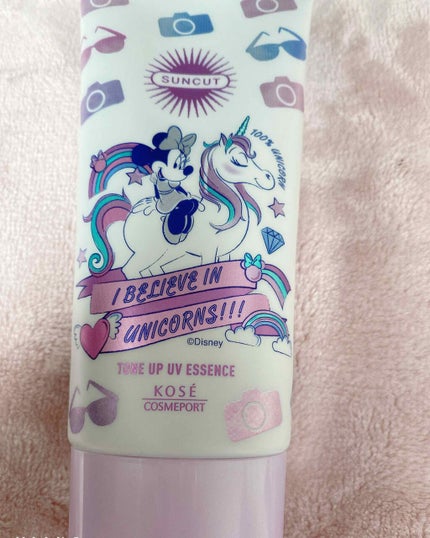 SUNCUT
100% UNICORN
I BELIEVE IN
UNICORNS!!!
©Disney
TONE UP UV ESSENCE
KOSÉ
COSMEPORT